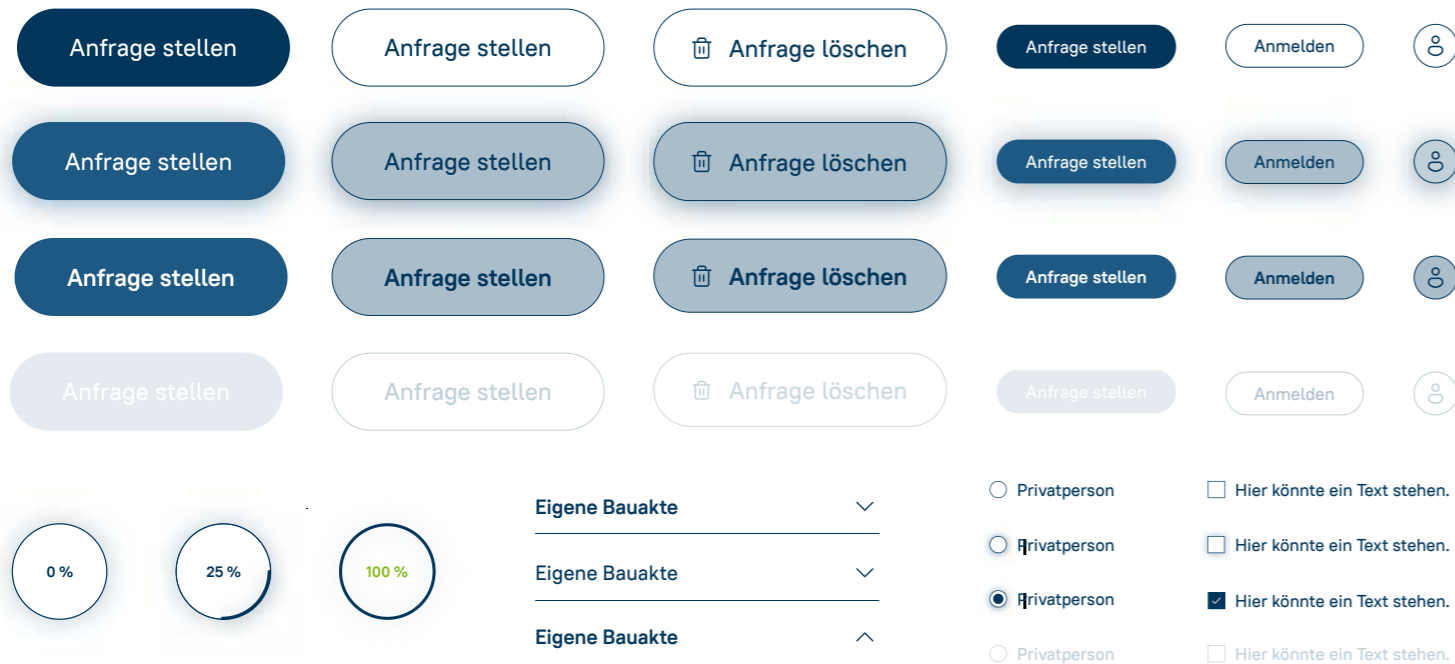 Anfrage stellen Anfrage stellen Anfrage löschen Anfrage stellen Anmelden
Anfrage stellen Anfrage stellen Anfrage löschen Anfrage stellen Anmelden
Anfrage stellen Anfrage stellen Anfrage löschen Anfrage stellen Anmelden
Anfrage stellen Anfrage stellen Anfrage löschen Anfrage stellen Anmelden
0 % 25 % 100 %
Eigene Bauakte
Eigene Bauakte
Eigene Bauakte
Privatperson Hier könnte ein Text stehen.
Privatperson Hier könnte ein Text stehen.
Privatperson Hier könnte ein Text stehen.
Privatperson Hier könnte ein Text stehen.